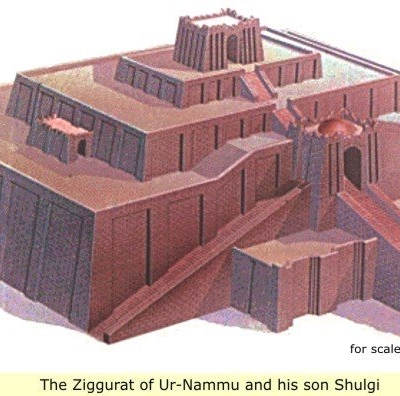 for scale
The Ziggurat of Ur-Nammu and his son Shulgi